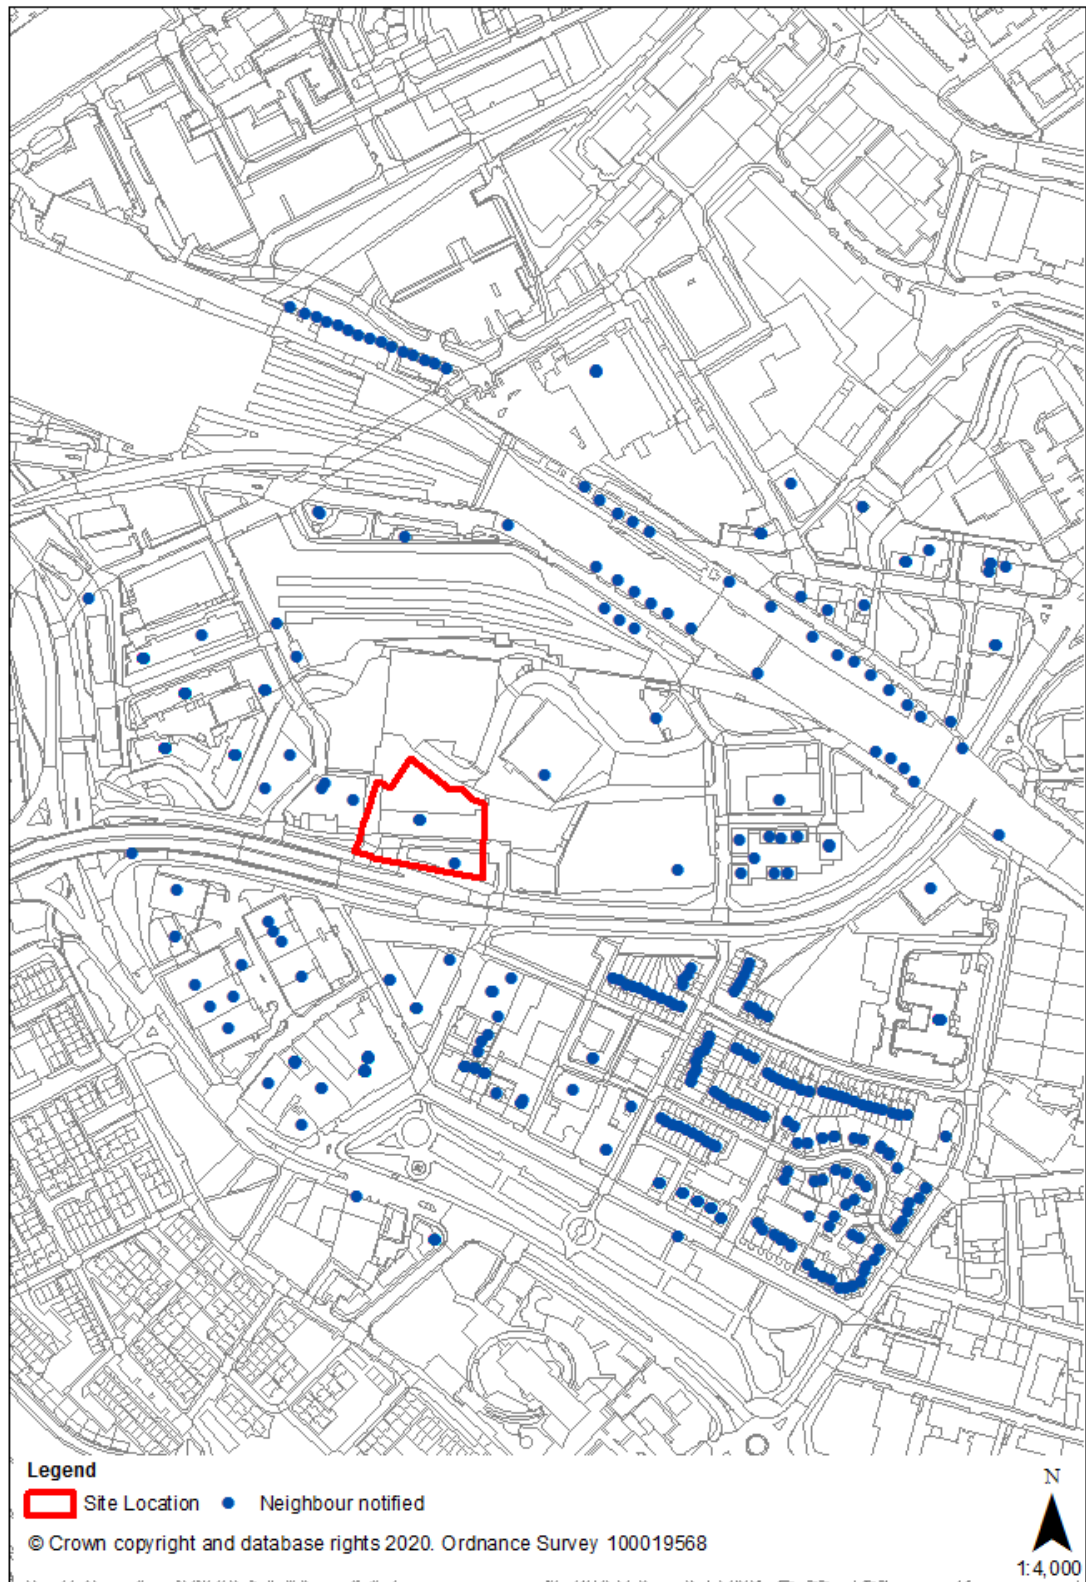 Legend
Site Location Neighbour notified
N
© Crown copyright and database rights 2020. Ordnance Survey 100019568
1:4,000